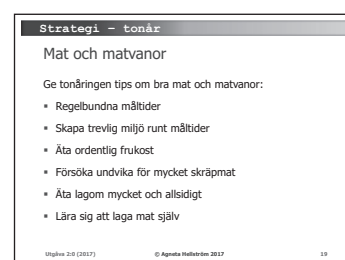 Strategi – tonår
Mat och matvanor
Ge tonåringen tips om bra mat och matvanor:
▪ Regelbundna måltider
▪ Skapa trevlig miljö runt måltider
▪ Äta ordentlig frukost
▪ Försöka undvika för mycket skräpmat
▪ Äta lagom mycket och allsidigt
▪ Lära sig att laga mat själv
Utgåva 2:0 (2017) © Agneta Hellström 2017 19